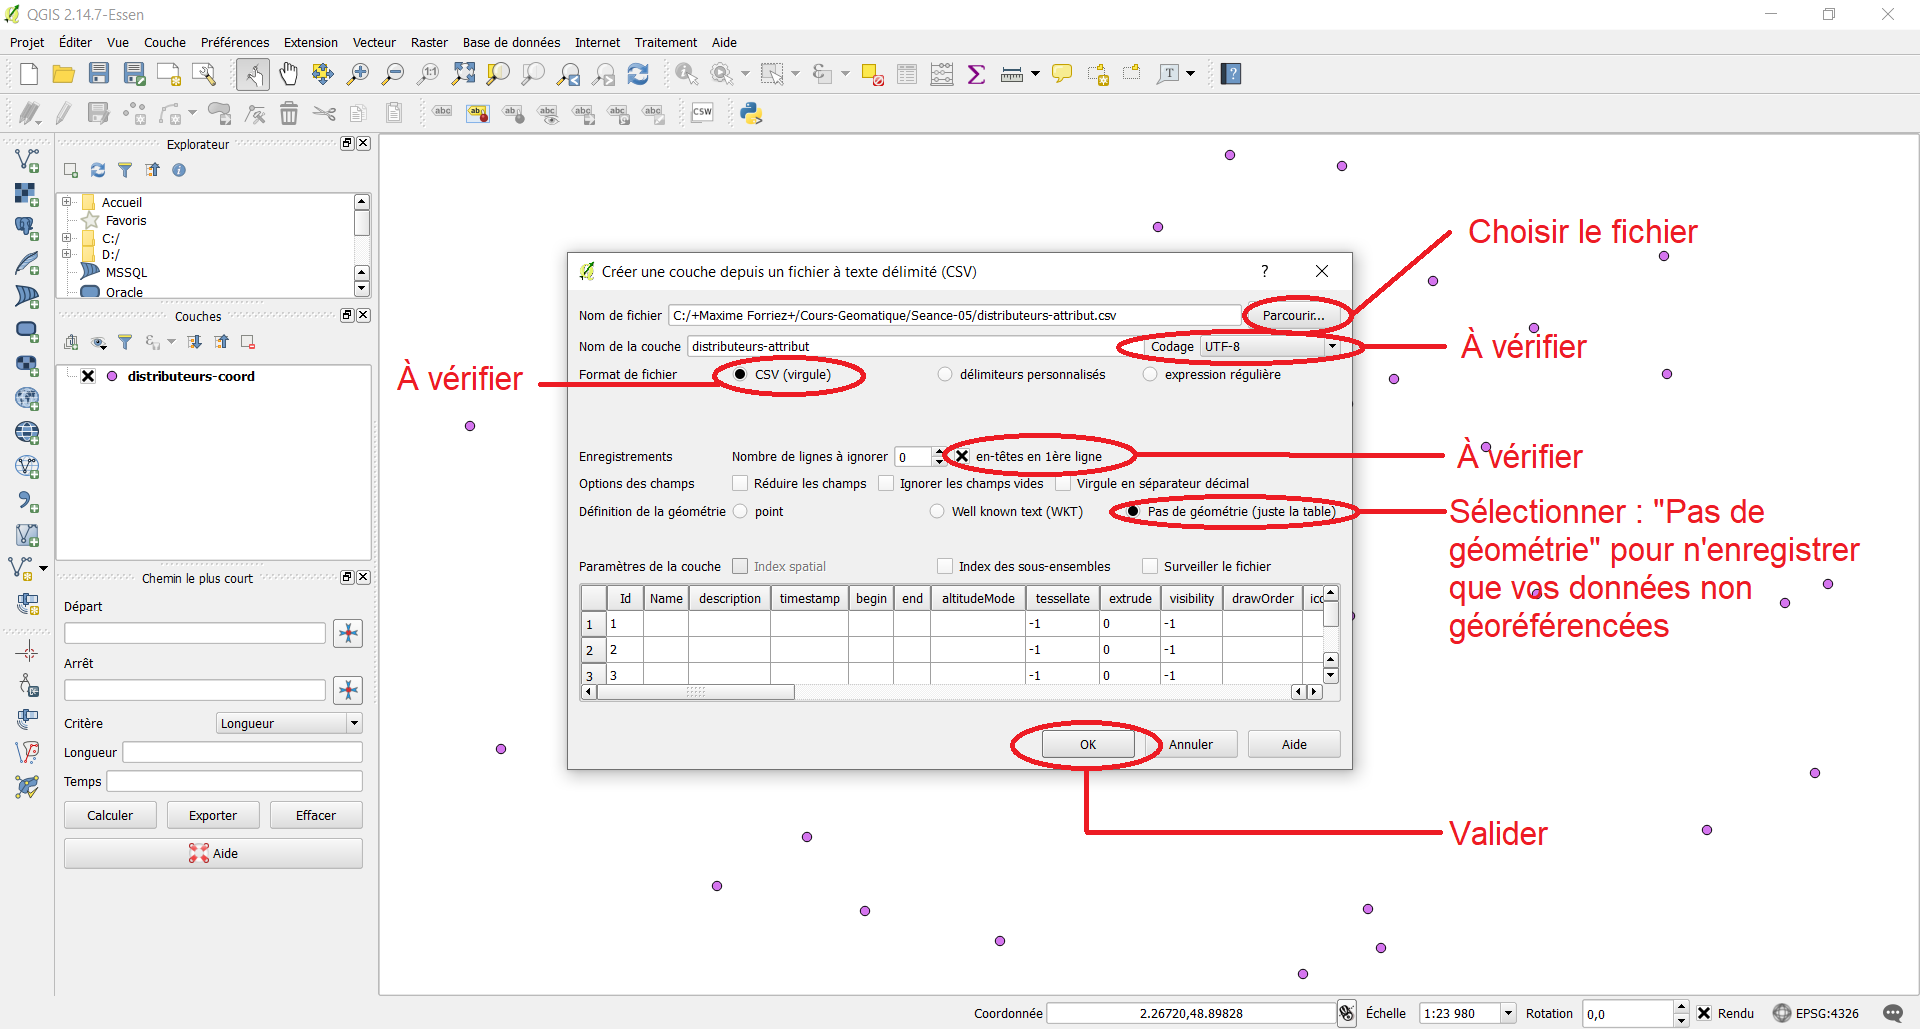 QGIS 2.14.7-Essen
Projet Éditer Vue Couche Préférences Extension Vecteur Raster Base de données Internet Traitement Aide
Explorateur
Accueil
Favoris
C:/
D:/
MSSQL
Oracle
Couches
distributeurs-coord
Chemin le plus court
Départ
Arrêt
Critère Longueur
Longueur
Temps
Calculer Exporter Effacer
Aide
Créer une couche depuis un fichier à texte délimité (CSV)
Nom de fichier C:/+Maxime Forriez+/Cours-Geomatique/Seance-05/distributeurs-attribut.csv Parcourir...
Nom de la couche distributeurs-attribut Codage UTF-8
Format de fichier CSV (virgule) délimiteurs personnalisés expression régulière
Enregistrements Nombre de lignes à ignorer 0 en-têtes en 1ère ligne
Options des champs Réduire les champs Ignorer les champs vides Virgule en séparateur décimal
Définition de la géométrie point Well known text (WKT) Pas de géométrie (juste la table)
Paramètres de la couche Index spatial Index des sous-ensembles Surveiller le fichier
Id Name description timestamp begin end altitudeMode tessellate extrude visibility drawOrder icc
1 1 -1 0 -1
2 2 -1 0 -1
3 3 -1 0 -1
OK Annuler Aide
Choisir le fichier
À vérifier
À vérifier
À vérifier
Sélectionner : "Pas de
géométrie" pour n'enregistrer
que vos données non
géoréférencées
Valider
Coordonnée 2.26720,48.89828 Échelle 1:23 980 Rotation 0,0 Rendu EPSG:4326